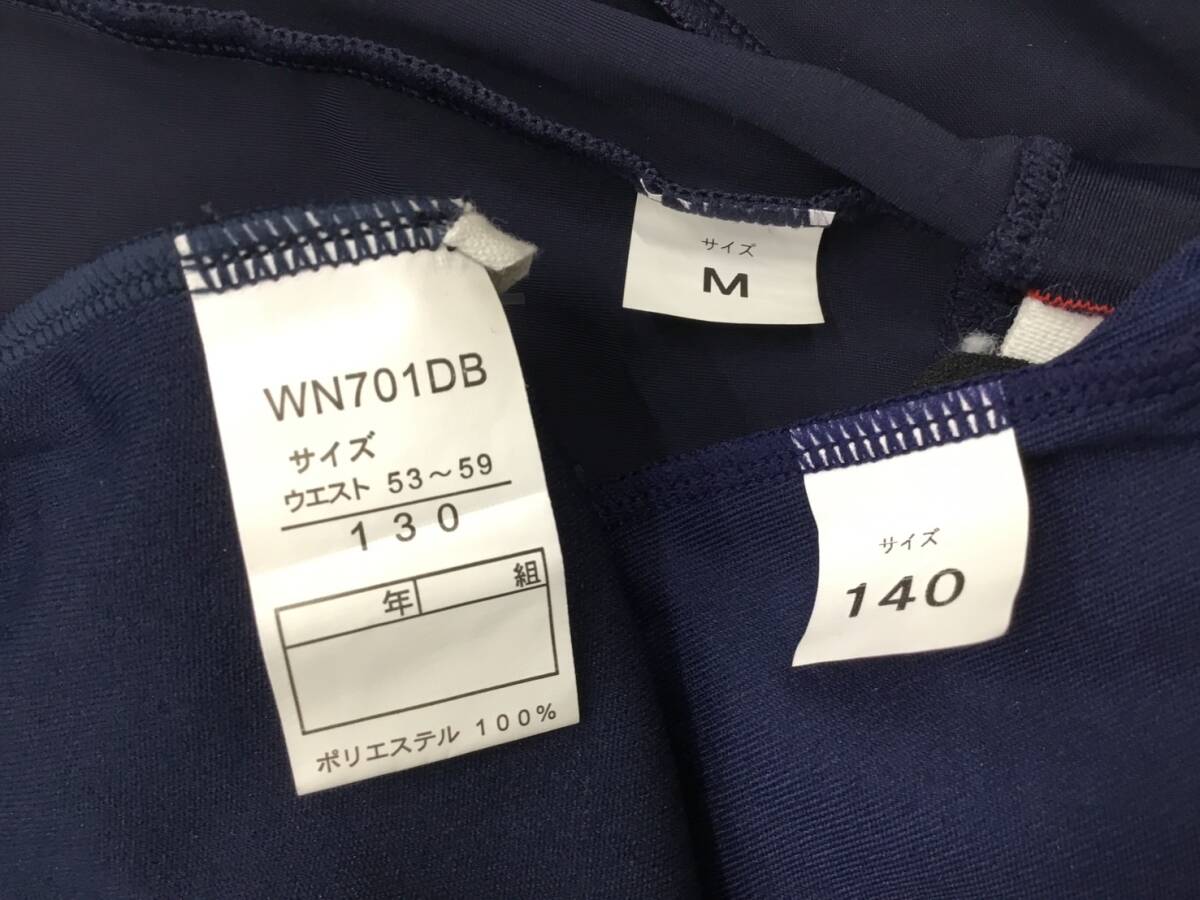 WN701DB
サイズ
ウエスト 53～59
130
年 組
ポリエステル 100%
サイズ
M
サイズ
140